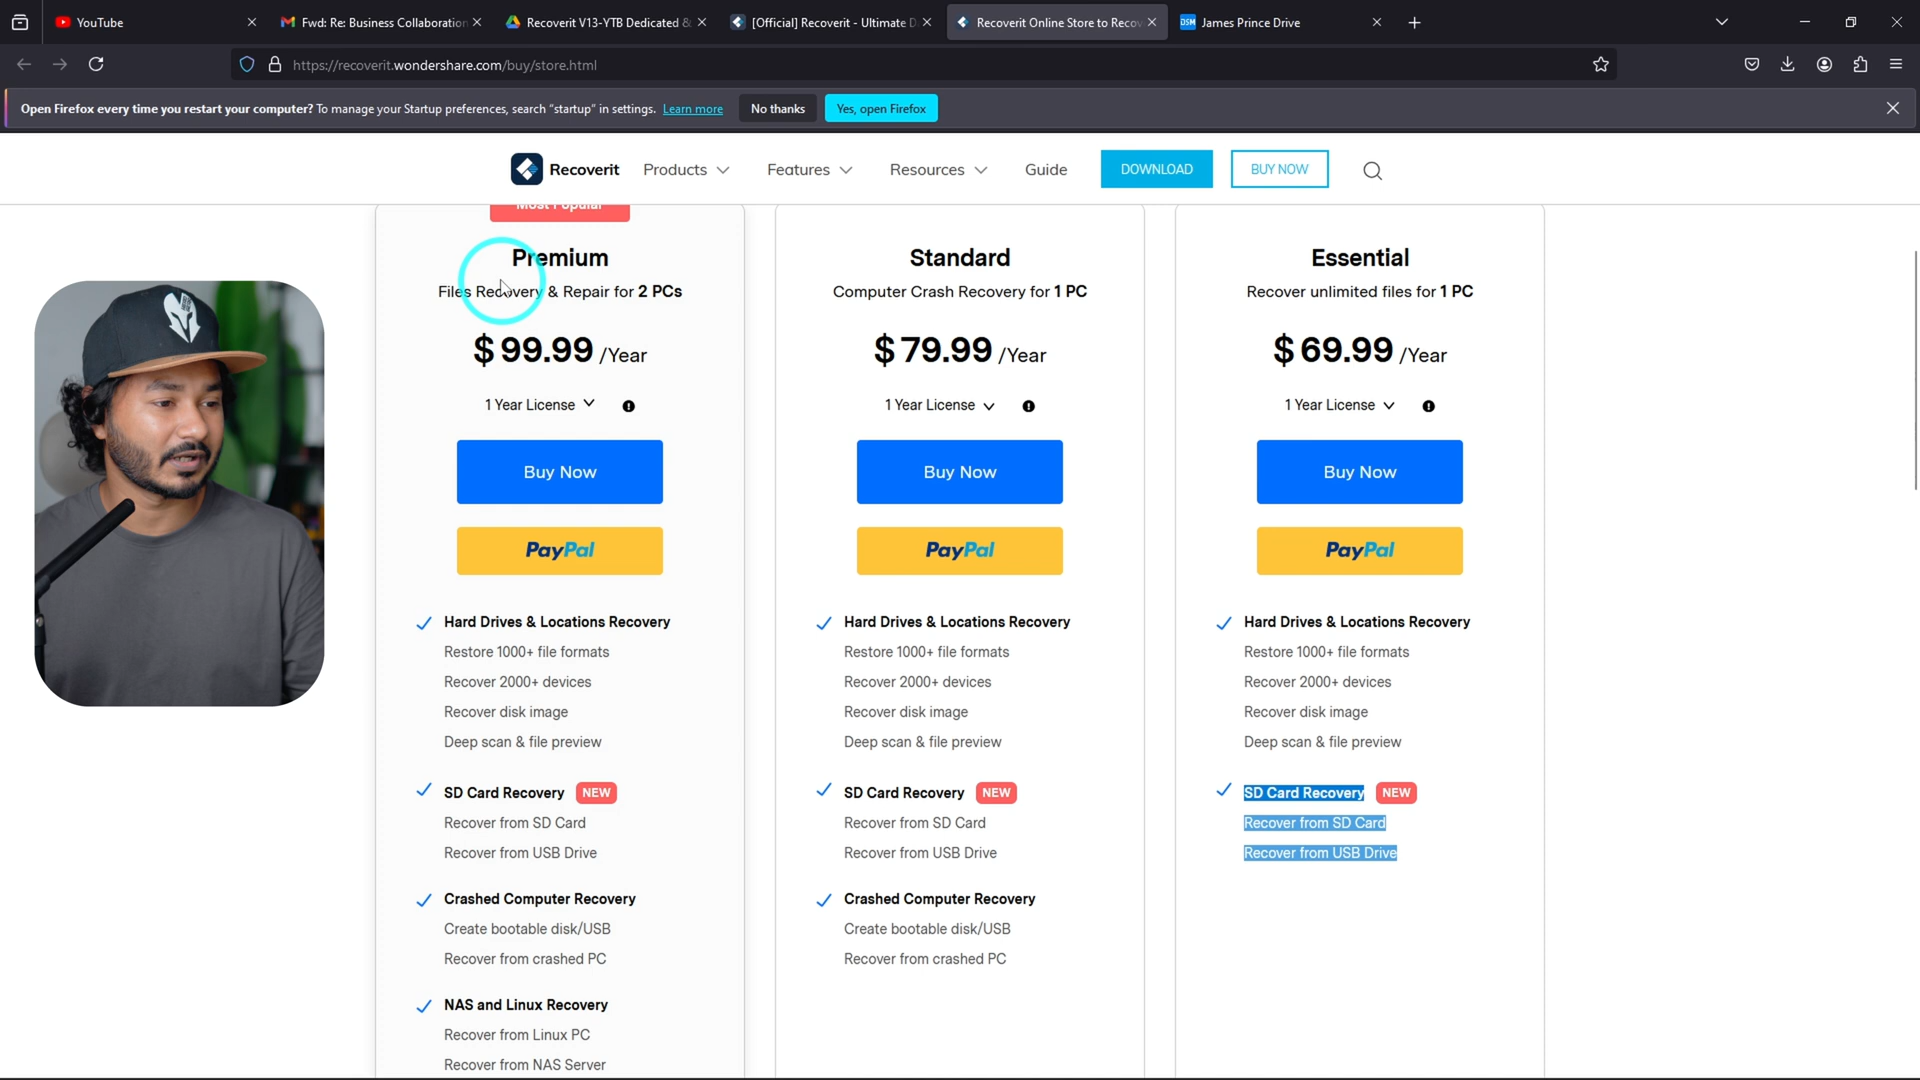 YouTube
Fwd: Re: Business Collaboration
Recoverit V13-YTB Dedicated &
[Official] Recoverit - Ultimate D
Recoverit Online Store to Recov
DSM James Prince Drive
https://recoverit.wondershare.com/buy/store.html
Open Firefox every time you restart your computer? To manage your Startup preferences, search “startup” in settings. Learn more
No thanks
Yes, open Firefox
Recoverit
Products
Features
Resources
Guide
DOWNLOAD
BUY NOW
Most Popular
Premium
Files Recovery & Repair for 2 PCs
$99.99 /Year
1 Year License
Buy Now
PayPal
Hard Drives & Locations Recovery
Restore 1000+ file formats
Recover 2000+ devices
Recover disk image
Deep scan & file preview
SD Card Recovery NEW
Recover from SD Card
Recover from USB Drive
Crashed Computer Recovery
Create bootable disk/USB
Recover from crashed PC
NAS and Linux Recovery
Recover from Linux PC
Recover from NAS Server
Standard
Computer Crash Recovery for 1 PC
$79.99 /Year
1 Year License
Buy Now
PayPal
Hard Drives & Locations Recovery
Restore 1000+ file formats
Recover 2000+ devices
Recover disk image
Deep scan & file preview
SD Card Recovery NEW
Recover from SD Card
Recover from USB Drive
Crashed Computer Recovery
Create bootable disk/USB
Recover from crashed PC
Essential
Recover unlimited files for 1 PC
$69.99 /Year
1 Year License
Buy Now
PayPal
Hard Drives & Locations Recovery
Restore 1000+ file formats
Recover 2000+ devices
Recover disk image
Deep scan & file preview
SD Card Recovery NEW
Recover from SD Card
Recover from USB Drive